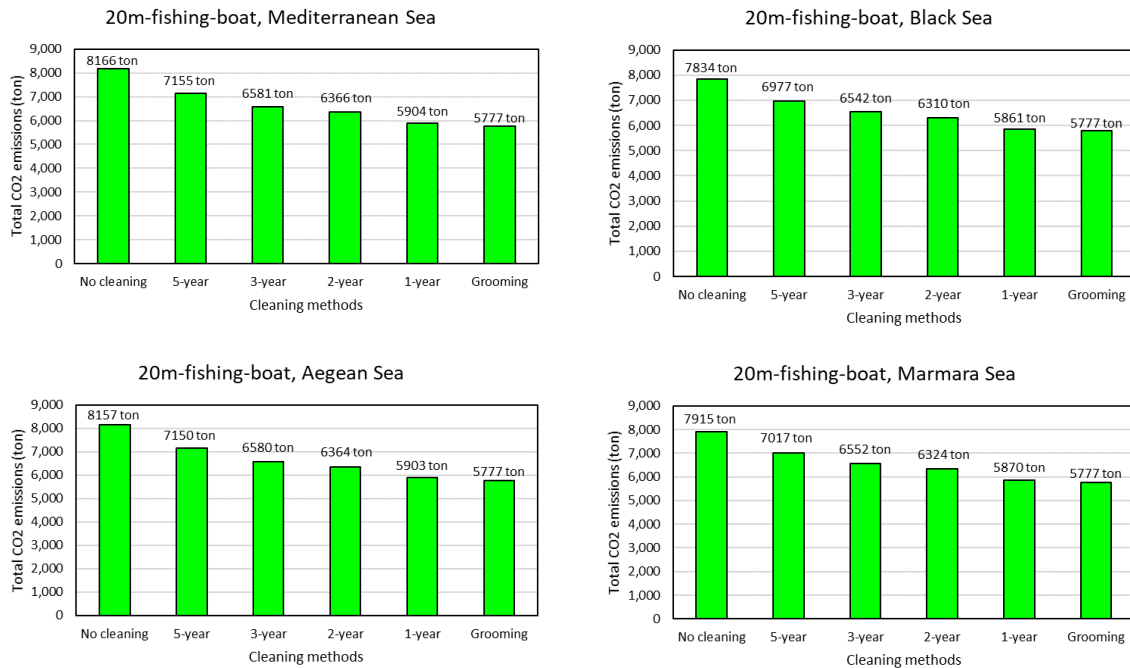 20m-fishing-boat, Mediterranean Sea
Total CO2 emissions (ton)
9,000
8,000
7,000
6,000
5,000
4,000
3,000
2,000
1,000
0
8166 ton
7155 ton
6581 ton
6366 ton
5904 ton
5777 ton
No cleaning 5-year 3-year 2-year 1-year Grooming
Cleaning methods
20m-fishing-boat, Black Sea
Total CO2 emissions (ton)
9,000
8,000
7,000
6,000
5,000
4,000
3,000
2,000
1,000
0
7834 ton
6977 ton
6542 ton
6310 ton
5861 ton
5777 ton
No cleaning 5-year 3-year 2-year 1-year Grooming
Cleaning methods
20m-fishing-boat, Aegean Sea
Total CO2 emissions (ton)
9,000
8,000
7,000
6,000
5,000
4,000
3,000
2,000
1,000
0
8157 ton
7150 ton
6580 ton
6364 ton
5903 ton
5777 ton
No cleaning 5-year 3-year 2-year 1-year Grooming
Cleaning methods
20m-fishing-boat, Marmara Sea
Total CO2 emissions (ton)
9,000
8,000
7,000
6,000
5,000
4,000
3,000
2,000
1,000
0
7915 ton
7017 ton
6552 ton
6324 ton
5870 ton
5777 ton
No cleaning 5-year 3-year 2-year 1-year Grooming
Cleaning methods